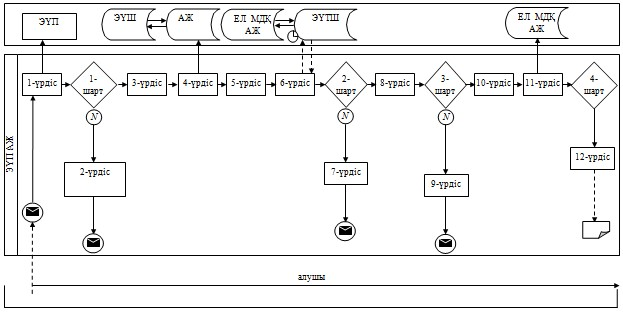 ЭҮП
ЭҮШ
АЖ
ЕЛ МДҚ
АЖ
ЭҮТШ
ЕЛ МДҚ
АЖ
ЭҮП АЖ
1-үрдіс
1-
шарт
3-үрдіс
4-үрдіс
5-үрдіс
6-үрдіс
2-
шарт
8-үрдіс
3-
шарт
10-үрдіс
11-үрдіс
4-
шарт
N
N
N
2-үрдіс
7-үрдіс
9-үрдіс
12-үрдіс
алушы